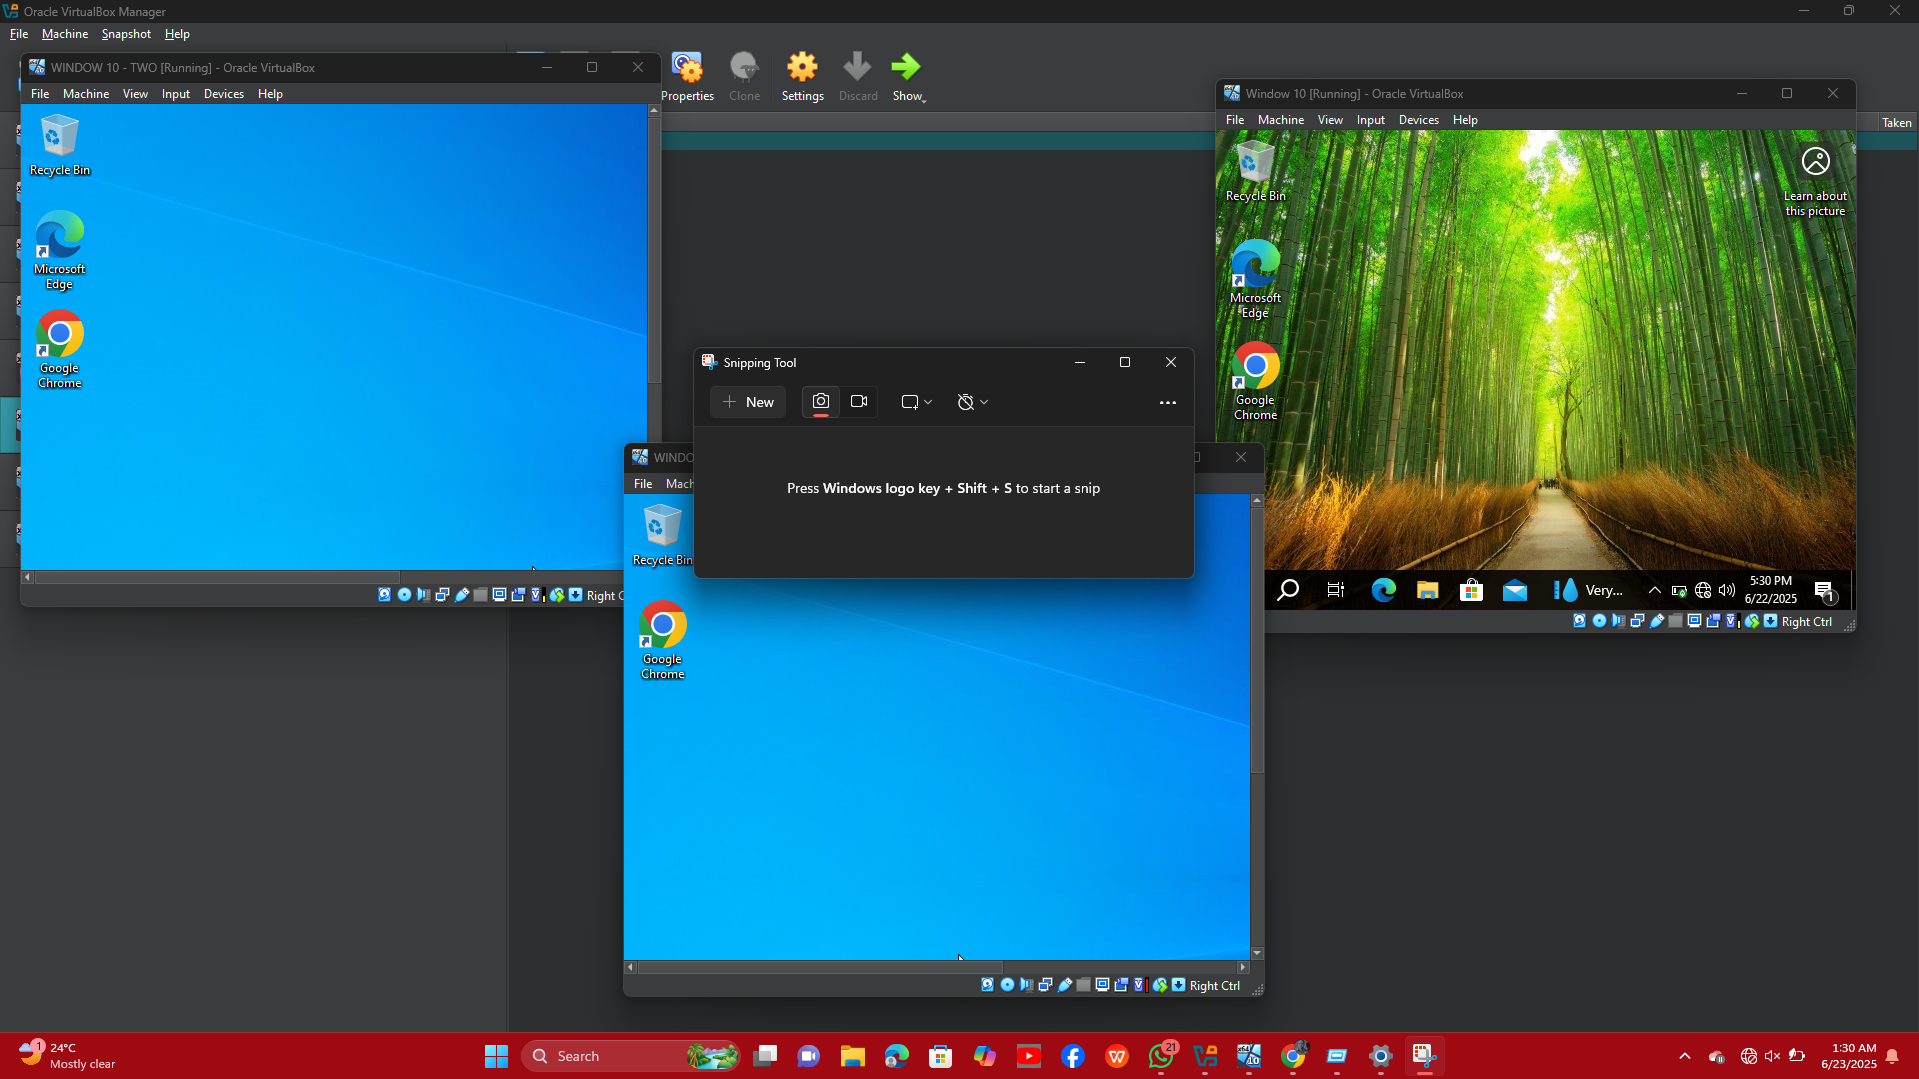 Oracle VirtualBox Manager
File Machine Snapshot Help
Properties
Clone
Settings
Discard
Show
Taken
WINDOW 10 - TWO [Running] - Oracle VirtualBox
File Machine View Input Devices Help
Recycle Bin
Microsoft
Edge
Google
Chrome
Right C
Window 10 [Running] - Oracle VirtualBox
File Machine View Input Devices Help
Recycle Bin
Learn about
this picture
Microsoft
Edge
Google
Chrome
Very...
5:30 PM
6/22/2025
1
Right Ctrl
Snipping Tool
New
Press Windows logo key + Shift + S to start a snip
WINDO
File Mach
Recycle Bin
Google
Chrome
Right Ctrl
1
24°C
Mostly clear
Search
21
10
1:30 AM
6/23/2025